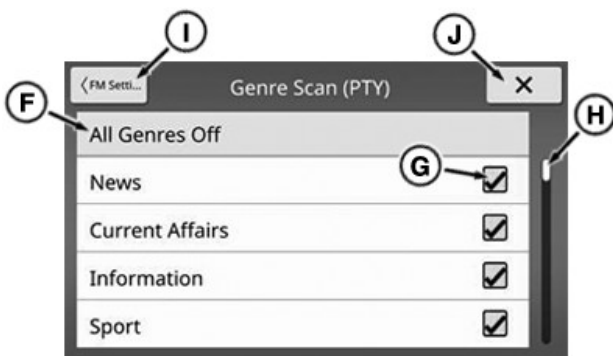 I
J
〈FM Setti...
Genre Scan (PTY)
×
F
All Genres Off
H
G
News
Current Affairs
Information
Sport